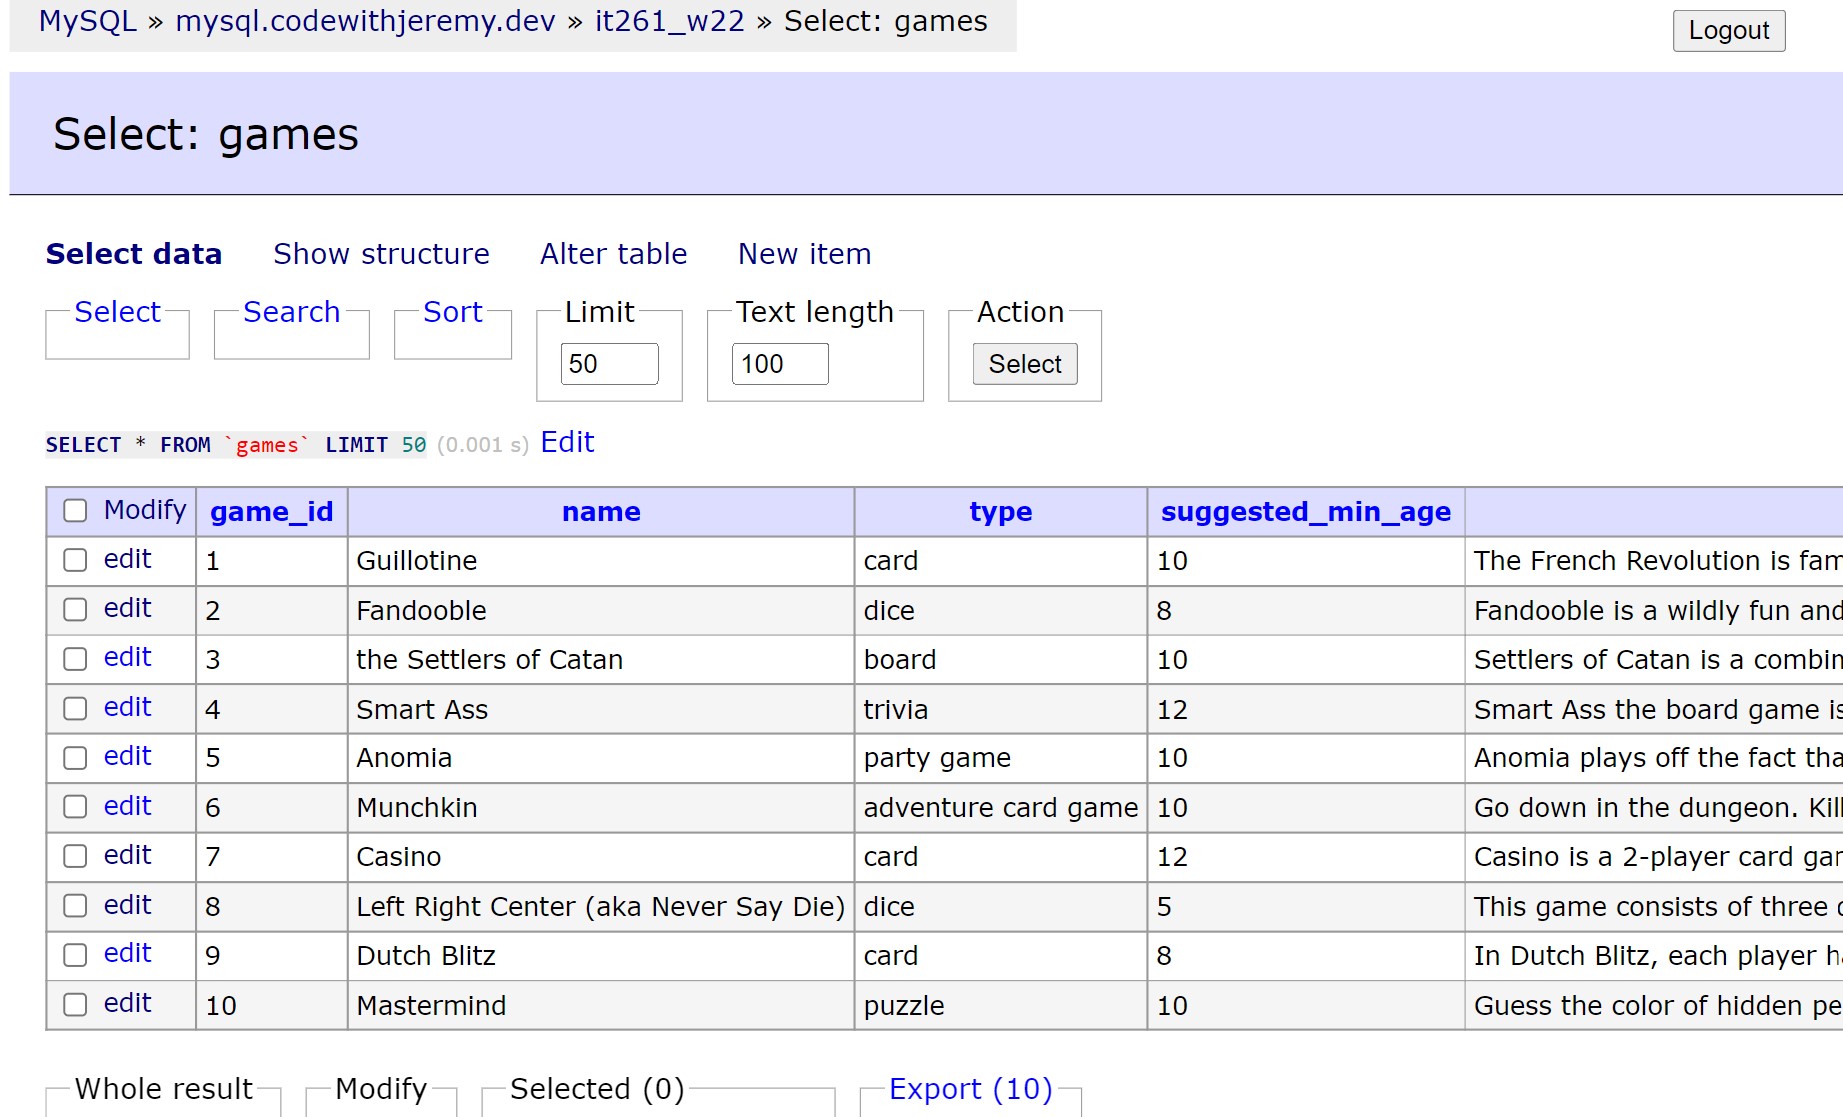 MySQL » mysql.codewithjeremy.dev » it261_w22 » Select: games
Logout
Select: games
Select data Show structure Alter table New item
Select Search Sort Limit Text length Action
50 100 Select
SELECT * FROM `games` LIMIT 50 (0.001 s) Edit
Modify game_id name type suggested_min_age
edit 1 Guillotine card 10 The French Revolution is fam
edit 2 Fandooble dice 8 Fandooble is a wildly fun and
edit 3 the Settlers of Catan board 10 Settlers of Catan is a combin
edit 4 Smart Ass trivia 12 Smart Ass the board game is
edit 5 Anomia party game 10 Anomia plays off the fact tha
edit 6 Munchkin adventure card game 10 Go down in the dungeon. Kill
edit 7 Casino card 12 Casino is a 2-player card gam
edit 8 Left Right Center (aka Never Say Die) dice 5 This game consists of three d
edit 9 Dutch Blitz card 8 In Dutch Blitz, each player ha
edit 10 Mastermind puzzle 10 Guess the color of hidden pe
Whole result Modify Selected (0) Export (10)